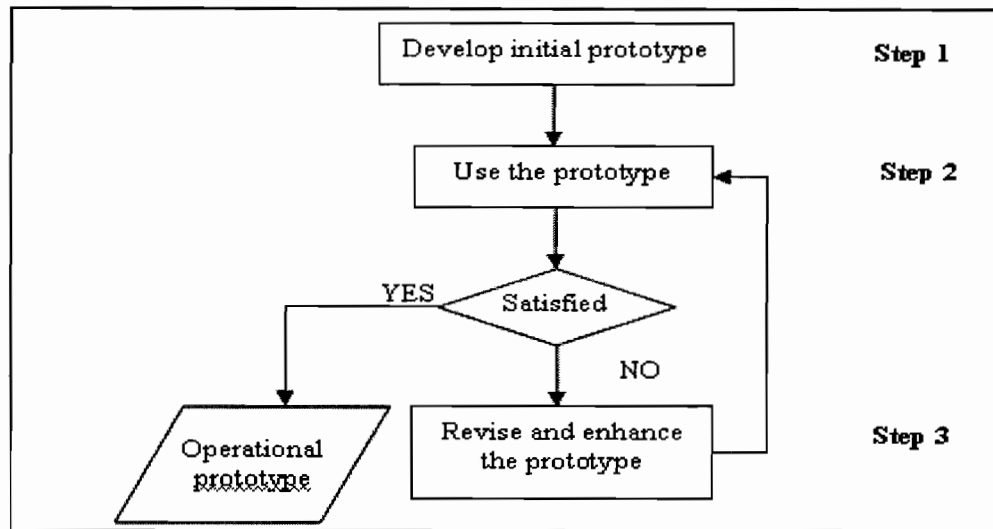 Develop initial prototype
Step 1
Use the prototype
Step 2
Satisfied
YES
NO
Operational
prototype
Revise and enhance
the prototype
Step 3